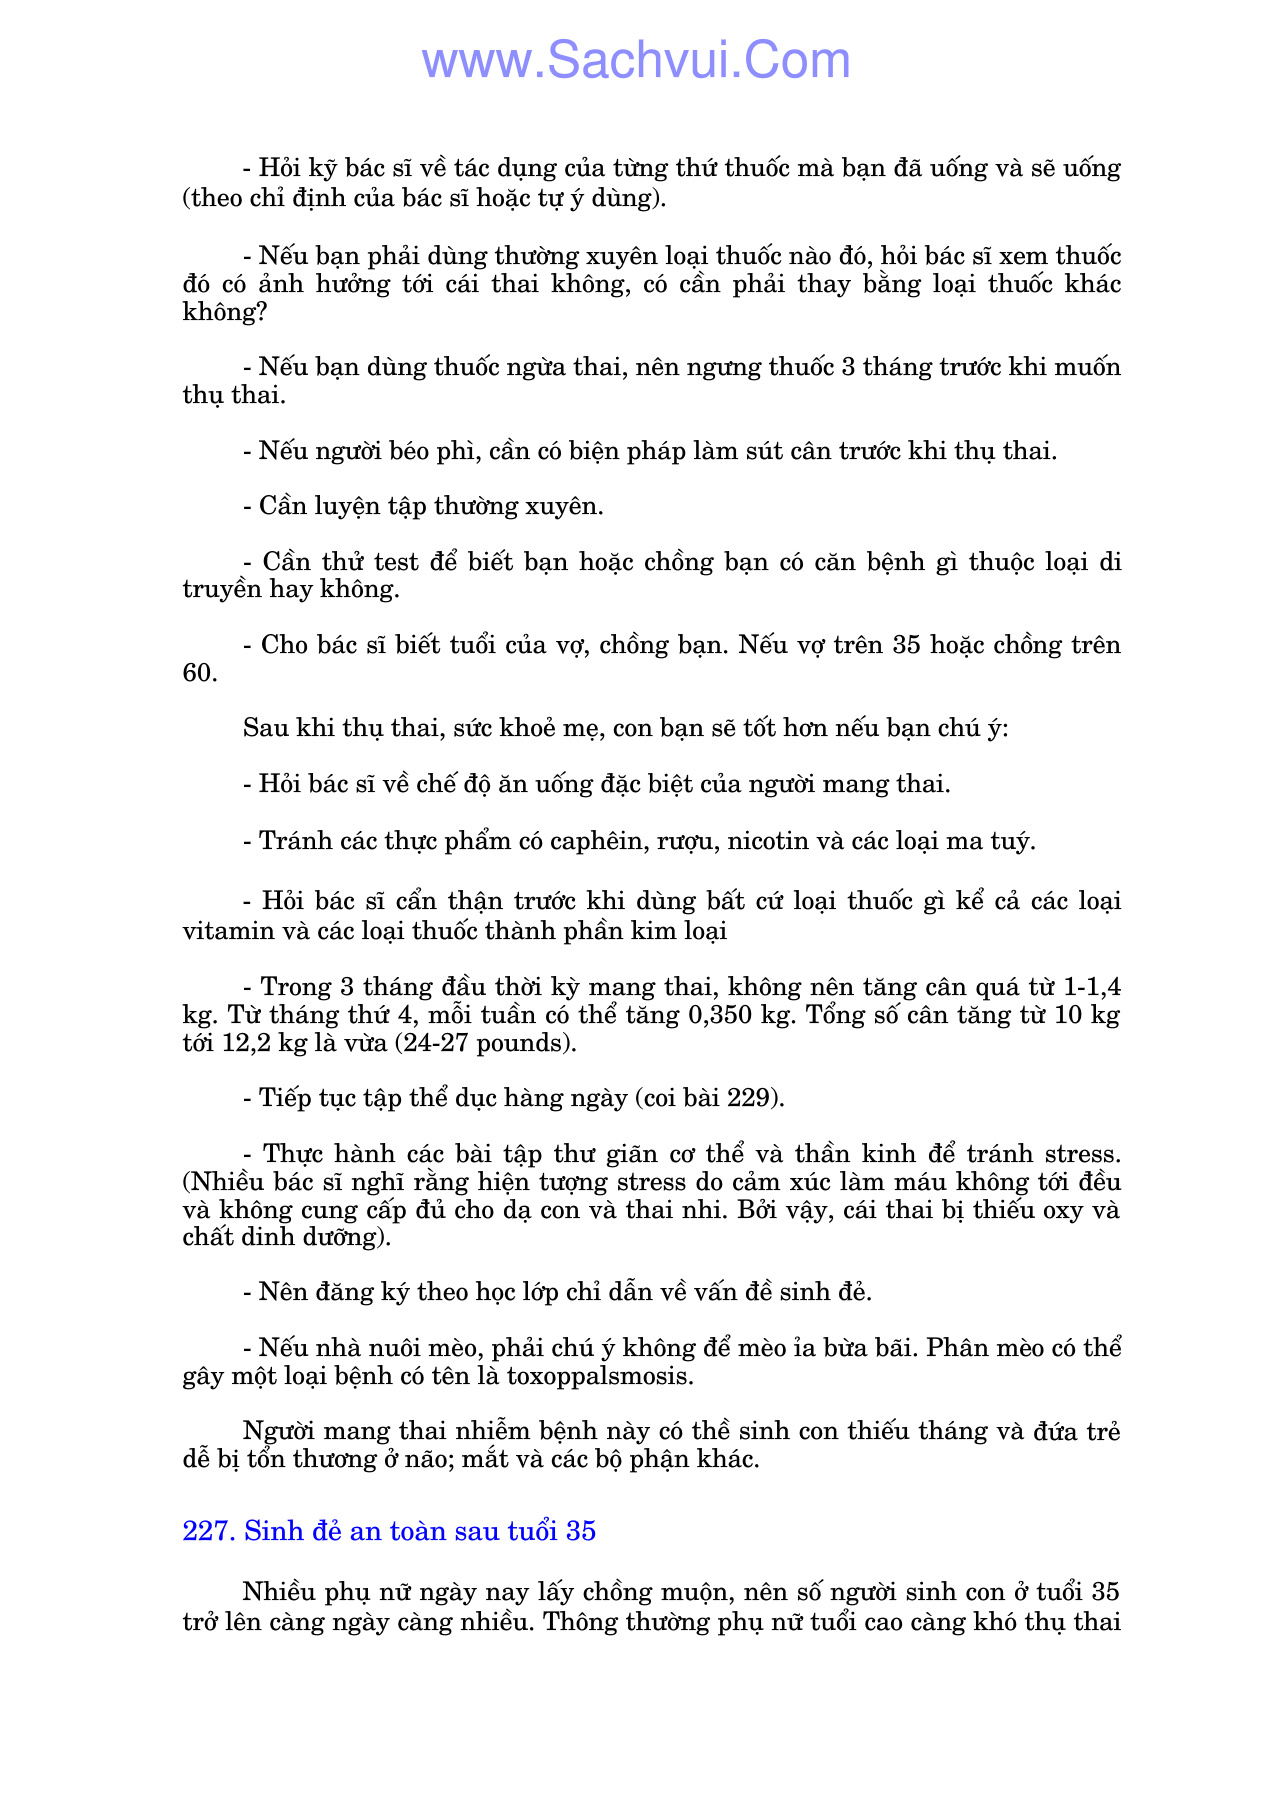 www.Sachvui.Com
- Hỏi kỹ bác sĩ về tác dụng của từng thứ thuốc mà bạn đã uống và sẽ uống
(theo chỉ định của bác sĩ hoặc tự ý dùng).
- Nếu bạn phải dùng thường xuyên loại thuốc nào đó, hỏi bác sĩ xem thuốc
đó có ảnh hưởng tới cái thai không, có cần phải thay bằng loại thuốc khác
không?
- Nếu bạn dùng thuốc ngừa thai, nên ngưng thuốc 3 tháng trước khi muốn
thụ thai.
- Nếu người béo phì, cần có biện pháp làm sút cân trước khi thụ thai.
- Cần luyện tập thường xuyên.
- Cần thử test để biết bạn hoặc chồng bạn có căn bệnh gì thuộc loại di
truyền hay không.
- Cho bác sĩ biết tuổi của vợ, chồng bạn. Nếu vợ trên 35 hoặc chồng trên
60.
Sau khi thụ thai, sức khoẻ mẹ, con bạn sẽ tốt hơn nếu bạn chú ý:
- Hỏi bác sĩ về chế độ ăn uống đặc biệt của người mang thai.
- Tránh các thực phẩm có caphêin, rượu, nicotin và các loại ma tuý.
- Hỏi bác sĩ cẩn thận trước khi dùng bất cứ loại thuốc gì kể cả các loại
vitamin và các loại thuốc thành phần kim loại
- Trong 3 tháng đầu thời kỳ mang thai, không nên tăng cân quá từ 1-1,4
kg. Từ tháng thứ 4, mỗi tuần có thể tăng 0,350 kg. Tổng số cân tăng từ 10 kg
tới 12,2 kg là vừa (24-27 pounds).
- Tiếp tục tập thể dục hàng ngày (coi bài 229).
- Thực hành các bài tập thư giãn cơ thể và thần kinh để tránh stress.
(Nhiều bác sĩ nghĩ rằng hiện tượng stress do cảm xúc làm máu không tới đều
và không cung cấp đủ cho dạ con và thai nhi. Bởi vậy, cái thai bị thiếu oxy và
chất dinh dưỡng).
- Nên đăng ký theo học lớp chỉ dẫn về vấn đề sinh đẻ.
- Nếu nhà nuôi mèo, phải chú ý không để mèo ỉa bừa bãi. Phân mèo có thể
gây một loại bệnh có tên là toxoppalsmosis.
Người mang thai nhiễm bệnh này có thề sinh con thiếu tháng và đứa trẻ
dễ bị tổn thương ở não; mắt và các bộ phận khác.
227. Sinh đẻ an toàn sau tuổi 35
Nhiều phụ nữ ngày nay lấy chồng muộn, nên số người sinh con ở tuổi 35
trở lên càng ngày càng nhiều. Thông thường phụ nữ tuổi cao càng khó thụ thai